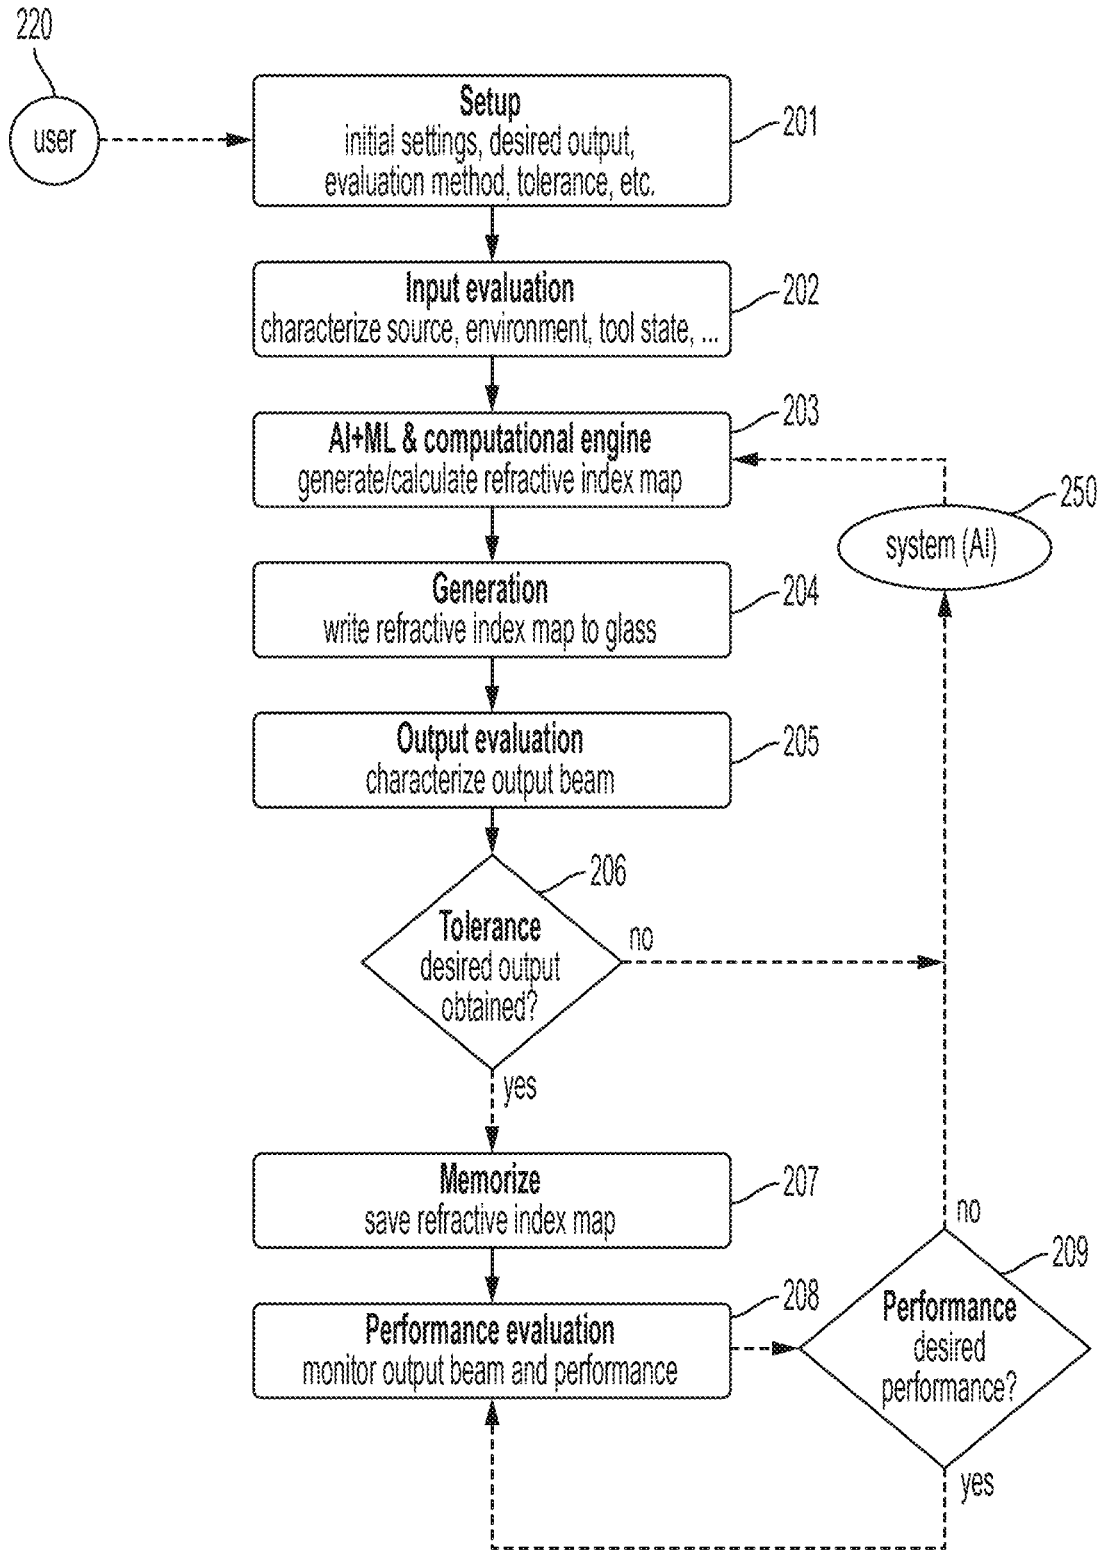 220
user
Setup
initial settings, desired output,
evaluation method, tolerance, etc.
201
Input evaluation
characterize source, environment, tool state, ...
202
AI+ML & computational engine
generate/calculate refractive index map
203
system (AI)
250
Generation
write refractive index map to glass
204
Output evaluation
characterize output beam
205
Tolerance
desired output
obtained?
206
no
yes
Memorize
save refractive index map
207
Performance evaluation
monitor output beam and performance
208
no
Performance
desired
performance?
209
yes